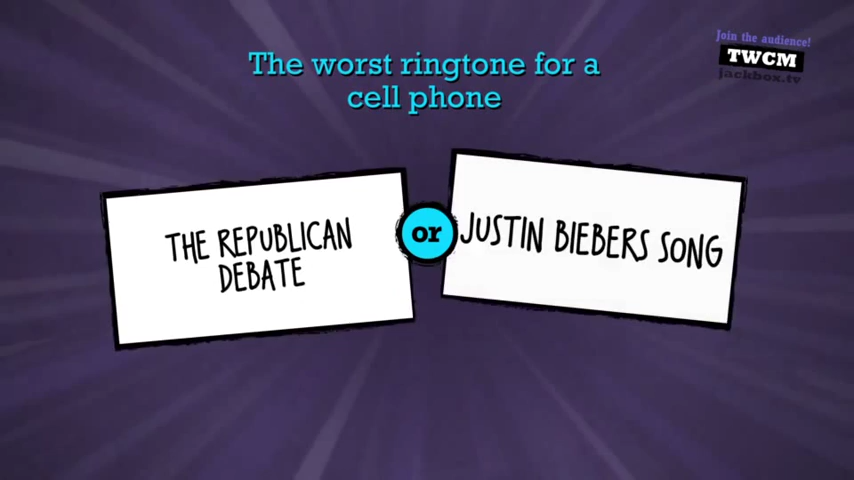 Join the audience!
TWCM
jackbox.tv
The worst ringtone for a
cell phone
THE REPUBLICAN
DEBATE
or
JUSTIN BIEBERS SONG